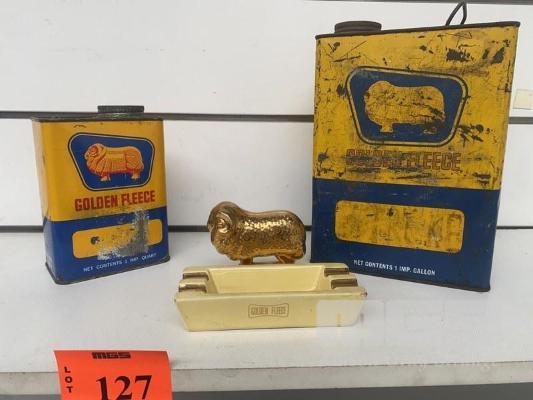 GOLDEN FLEECE
NET CONTENTS 1 IMP. QUART
GOLDEN FLEECE
NET CONTENTS 1 IMP. GALLON
GOLDEN FLEECE
MGS
LOT
127